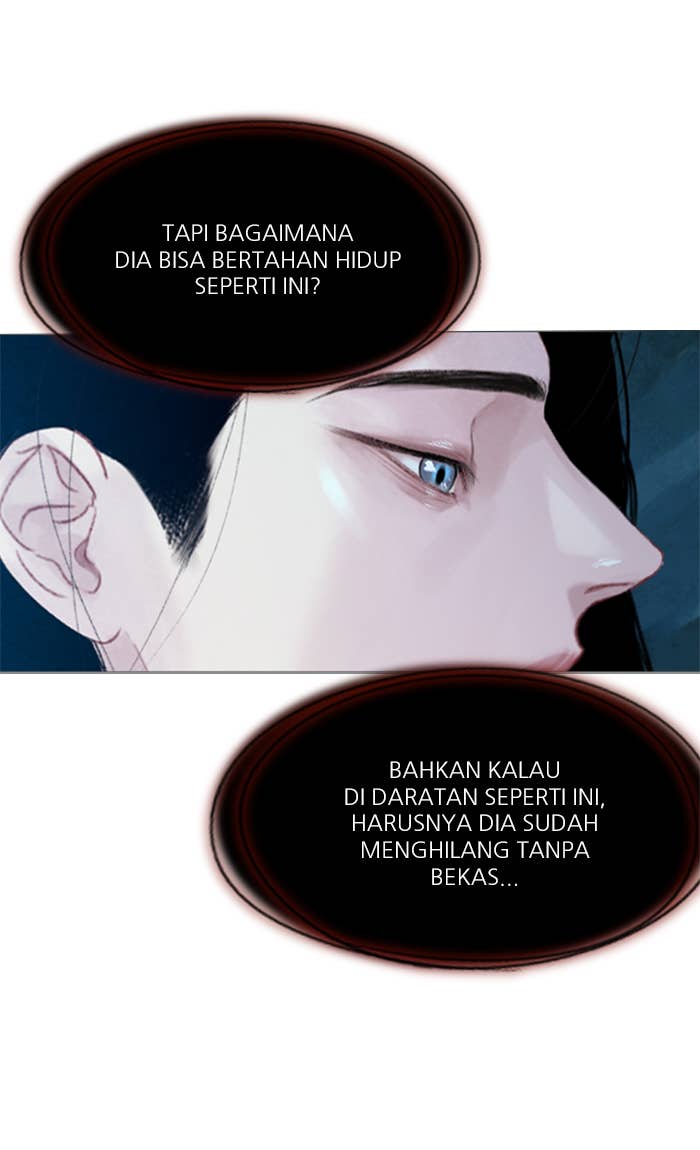 TAPI BAGAIMANA
DIA BISA BERTAHAN HIDUP
SEPERTI INI?
BAHKAN KALAU
DI DARATAN SEPERTI INI,
HARUSNYA DIA SUDAH
MENGHILANG TANPA
BEKAS...